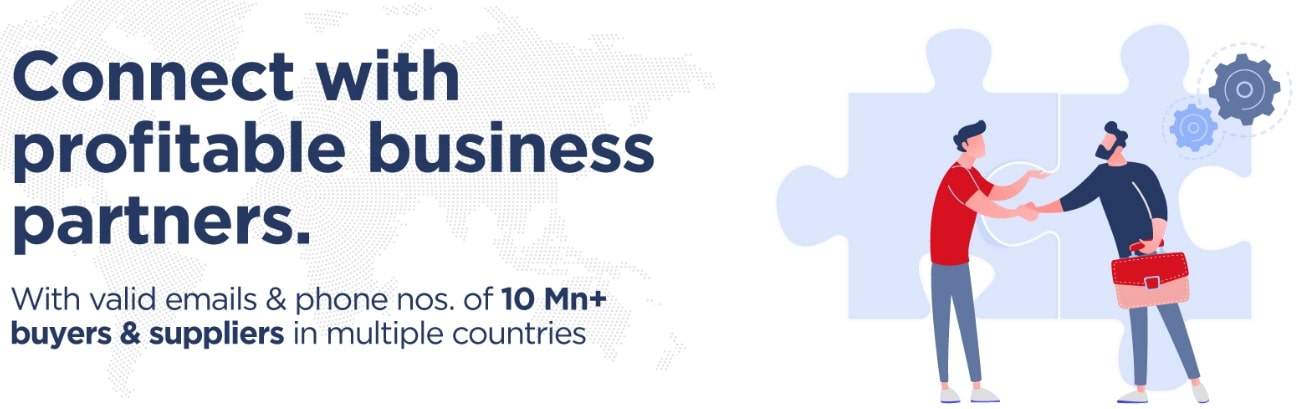 Connect with
profitable business
partners.
With valid emails & phone nos. of 10 Mn+
buyers & suppliers in multiple countries